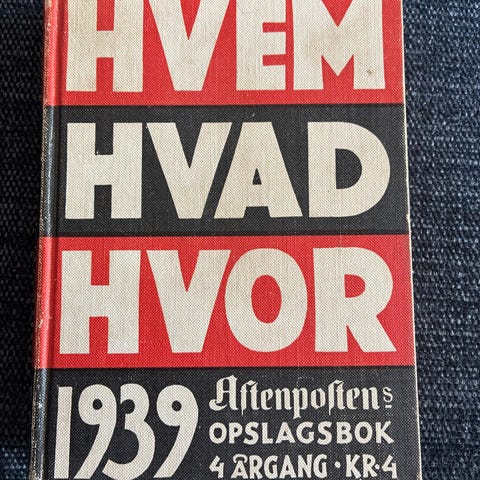 HVEM
HVAD
HVOR
1939 Aftenpostens
OPSLAGSBOK
4 ÅRGANG · KR·4